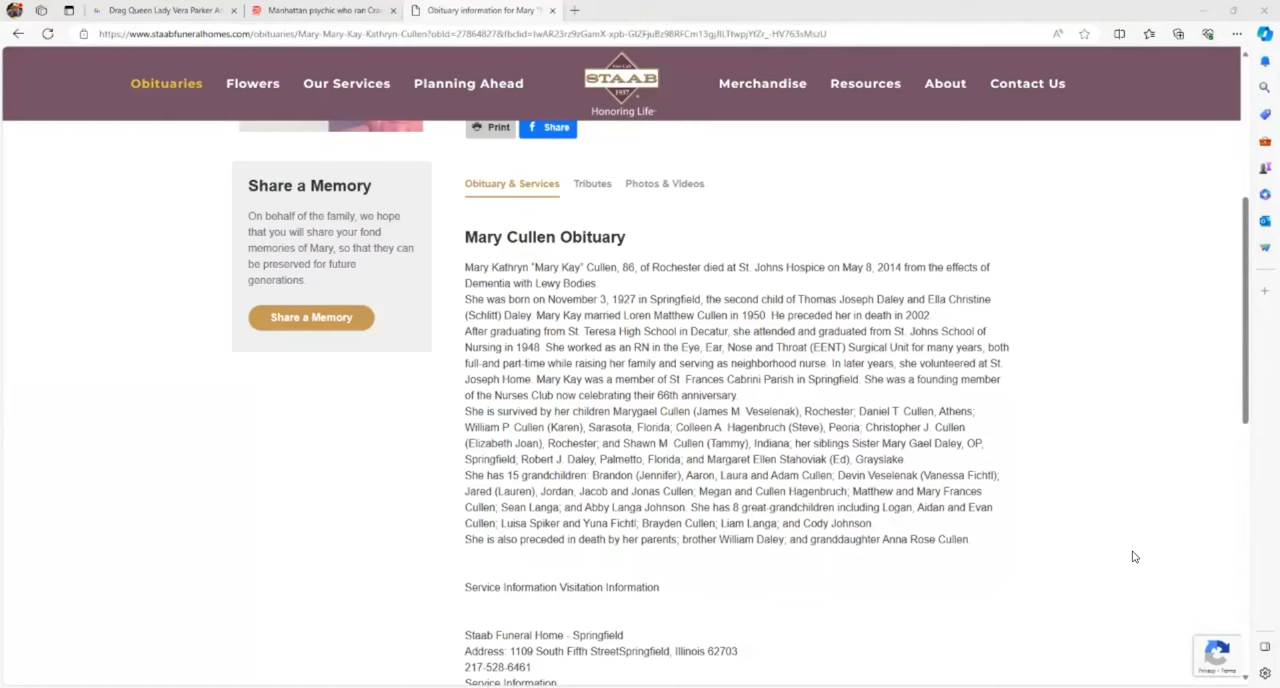 Drag Queen Lady Vera Parker A
Manhattan psychic who ran Cra
Obituary information for Mary "
https://www.staabfuneralhomes.com/obituaries/Mary-Mary-Kay-Kathryn-Cullen?obId=27864827&fbclid=
Obituaries
Flowers
Our Services
Planning Ahead
STAAB
1937
Honoring Life
Merchandise
Resources
About
Contact Us
Print
Share
Share a Memory
On behalf of the family, we hope
that you will share your fond
memories of Mary, so that they can
be preserved for future
generations.
Share a Memory
Obituary & Services
Tributes
Photos & Videos
Mary Cullen Obituary
Mary Kathryn "Mary Kay" Cullen, 86, of Rochester died at St. Johns Hospice on May 8, 2014 from the effects of
Dementia with Lewy Bodies.
She was born on November 3, 1927 in Springfield, the second child of Thomas Joseph Daley and Ella Christine
(Schlitt) Daley. Mary Kay married Loren Matthew Cullen in 1950. He preceded her in death in 2002.
After graduating from St. Teresa High School in Decatur, she attended and graduated from St. Johns School of
Nursing in 1948. She worked as an RN in the Eye, Ear, Nose and Throat (EENT) Surgical Unit for many years, both
full-and part-time while raising her family and serving as neighborhood nurse. In later years, she volunteered at St.
Joseph Home. Mary Kay was a member of St. Frances Cabrini Parish in Springfield. She was a founding member
of the Nurses Club now celebrating their 66th anniversary.
She is survived by her children Marygael Cullen (James M. Veselenak), Rochester; Daniel T. Cullen, Athens;
William P. Cullen (Karen), Sarasota, Florida; Colleen A. Hagenbruch (Steve), Peoria; Christopher J. Cullen
(Elizabeth Joan), Rochester; and Shawn M. Cullen (Tammy), Indiana; her siblings Sister Mary Gael Daley, OP,
Springfield; Robert J. Daley, Palmetto, Florida; and Margaret Ellen Stahoviak (Ed), Grayslake.
She has 15 grandchildren: Brandon (Jennifer), Aaron, Laura and Adam Cullen; Devin Veselenak (Vanessa Fichtl);
Jared (Lauren), Jordan, Jacob and Jonas Cullen; Megan and Cullen Hagenbruch; Matthew and Mary Frances
Cullen; Sean Langa; and Abby Langa Johnson. She has 8 great-grandchildren including Logan, Aidan and Evan
Cullen; Luisa Spiker and Yuna Fichtl; Brayden Cullen; Liam Langa; and Cody Johnson.
She is also preceded in death by her parents; brother William Daley; and granddaughter Anna Rose Cullen.
Service Information Visitation Information
Staab Funeral Home - Springfield
Address: 1109 South Fifth StreetSpringfield, Illinois 62703
217-528-6461
Service Information
Privacy - Terms